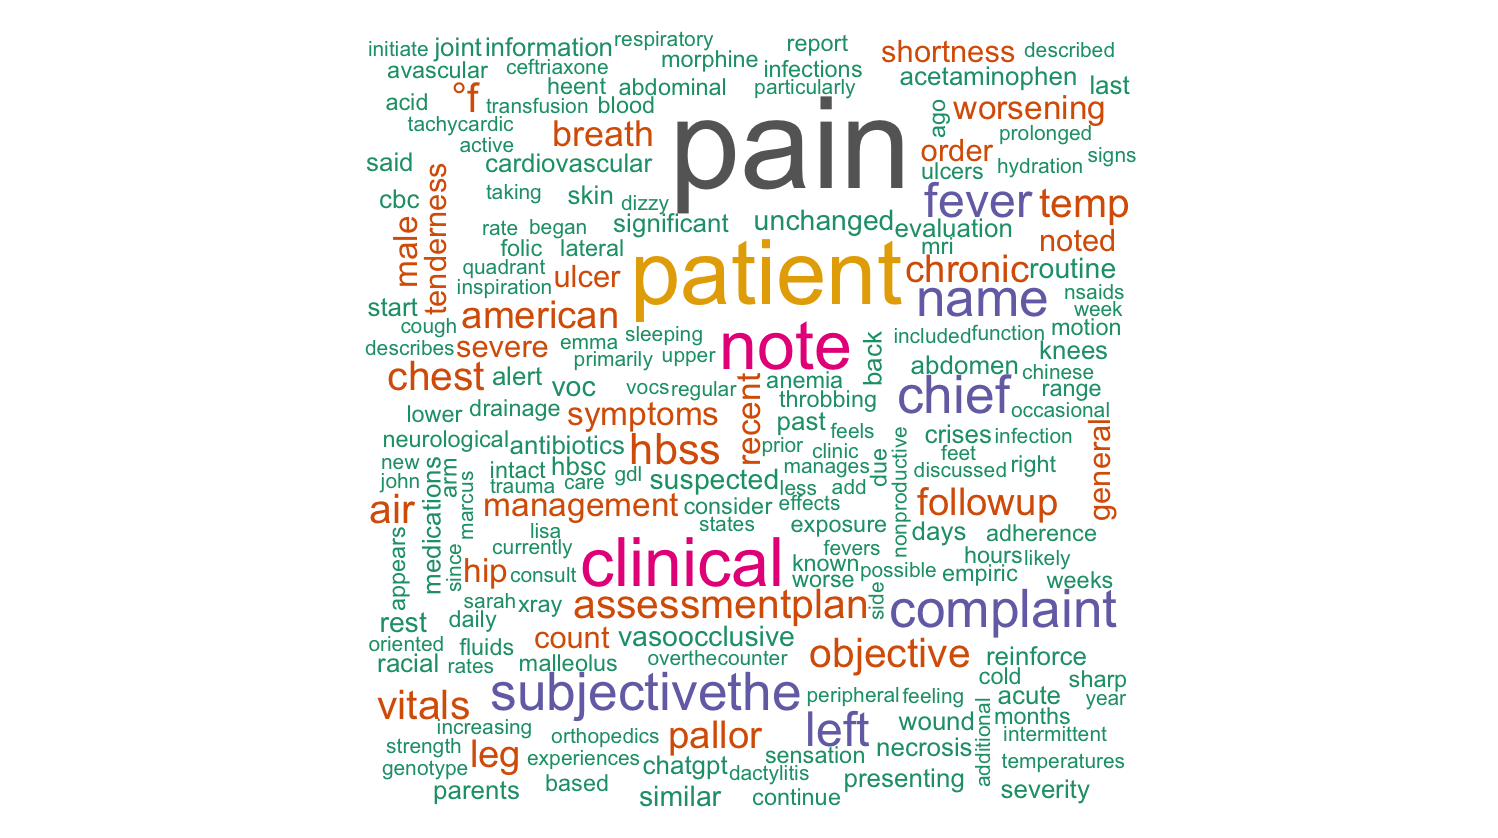 initiate joint information respiratory report shortness described
avascular ceftriaxone morphine infections acetaminophen last
acid °f heent abdominal particularly
transfusion blood pain ago worsening
tachycardic active breath order prolonged
said cardiovascular ulcers hydration signs
cbc tenderness taking skin dizzy fever temp
male rate began significant unchanged evaluation noted
folic lateral mri
quadrant inspiration ulcer patient chronic routine
start american name nsaids week
cough emma sleeping note back included function motion
describes severe primarily upper knees
chest alert voc vocs regular recent anemia abdomen chinese
throbbing chief range
lower drainage symptoms past feels occasional
neurological antibiotics hbss prior clinic due nonproductive crises infection general
new medications arm intact hbsc gdl suspected manages feet discussed right
john marcus trauma care less add
air management consider effects followup
states exposure days adherence
appears since lisa currently clinical fevers hours likely
hip consult known worse possible empiric weeks
sarah xray assessmentplan side complaint
rest daily
oriented fluids count vasoocclusive objective reinforce
racial rates malleolus overthecounter cold sharp
vitals subjectivethe peripheral feeling acute year
increasing left wound additional months
strength orthopedics pallor intermittent
genotype leg experiences sensation necrosis temperatures
chatgpt dactylitis presenting
parents based similar continue severity